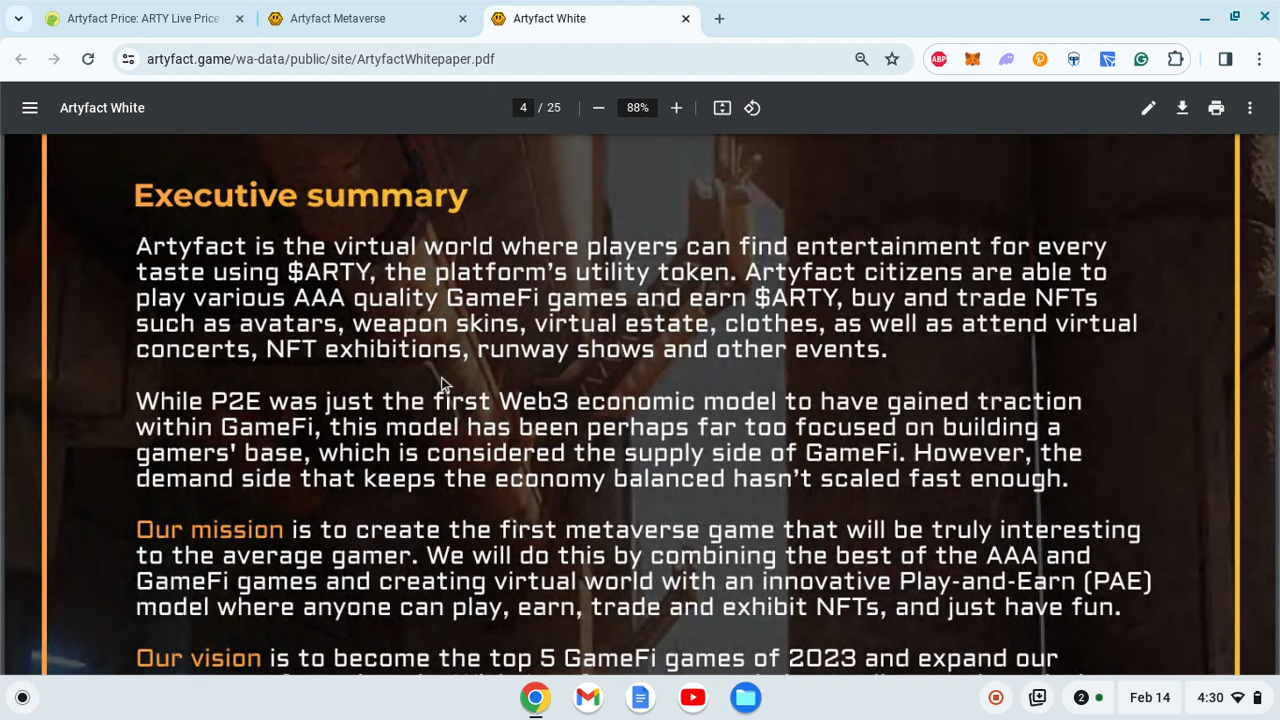 Artyfact Price: ARTY Live Price
Artyfact Metaverse
Artyfact White
artyfact.game/aa-data/public/site/ArtyfactWhitepaper.pdf
ABP
Artyfact White
4 / 25
88%
Executive summary
Artyfact is the virtual world where players can find entertainment for every
taste using $ARTY, the platform's utility token. Artyfact citizens are able to
play various AAA quality GameFi games and earn $ARTY, buy and trade NFTs
such as avatars, weapon skins, virtual estate, clothes, as well as attend virtual
concerts, NFT exhibitions, runway shows and other events.
While P2E was just the first Web3 economic model to have gained traction
within GameFi, this model has been perhaps far too focused on building a
gamers' base, which is considered the supply side of GameFi. However, the
demand side that keeps the economy balanced hasn't scaled fast enough.
Our mission is to create the first metaverse game that will be truly interesting
to the average gamer. We will do this by combining the best of the AAA and
GameFi games and creating virtual world with an innovative Play-and-Earn (PAE)
model where anyone can play, earn, trade and exhibit NFTs, and just have fun.
Our vision is to become the top 5 GameFi games of 2023 and expand our
2
Feb 14
4:30